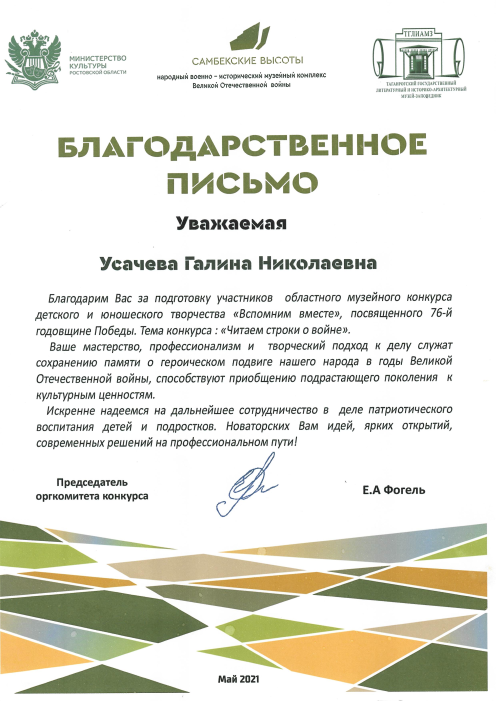 МИНИСТЕРСТВО
КУЛЬТУРЫ
РОСТОВСКОЙ ОБЛАСТИ
САМБЕКСКИЕ ВЫСОТЫ
народный военно – исторический музейный комплекс
Великой Отечественной войны
ТГЛИАМЗ
ТАГАНРОГСКИЙ ГОСУДАРСТВЕННЫЙ
ЛИТЕРАТУРНЫЙ И ИСТОРИКО-АРХИТЕКТУРНЫЙ
МУЗЕЙ-ЗАПОВЕДНИК
БЛАГОДАРСТВЕННОЕ
ПИСЬМО
Уважаемая
Усачева Галина Николаевна
Благодарим Вас за подготовку участников областного музейного конкурса
детского и юношеского творчества «Вспомним вместе», посвященного 76-й
годовщине Победы. Тема конкурса : «Читаем строки о войне».
Ваше мастерство, профессионализм и творческий подход к делу служат
сохранению памяти о героическом подвиге нашего народа в годы Великой
Отечественной войны, способствуют приобщению подрастающего поколения к
культурным ценностям.
Искренне надеемся на дальнейшее сотрудничество в деле патриотического
воспитания детей и подростков. Новаторских Вам идей, ярких открытий,
современных решений на профессиональном пути!
Председатель
оргкомитета конкурса
Е.А Фогель
Май 2021